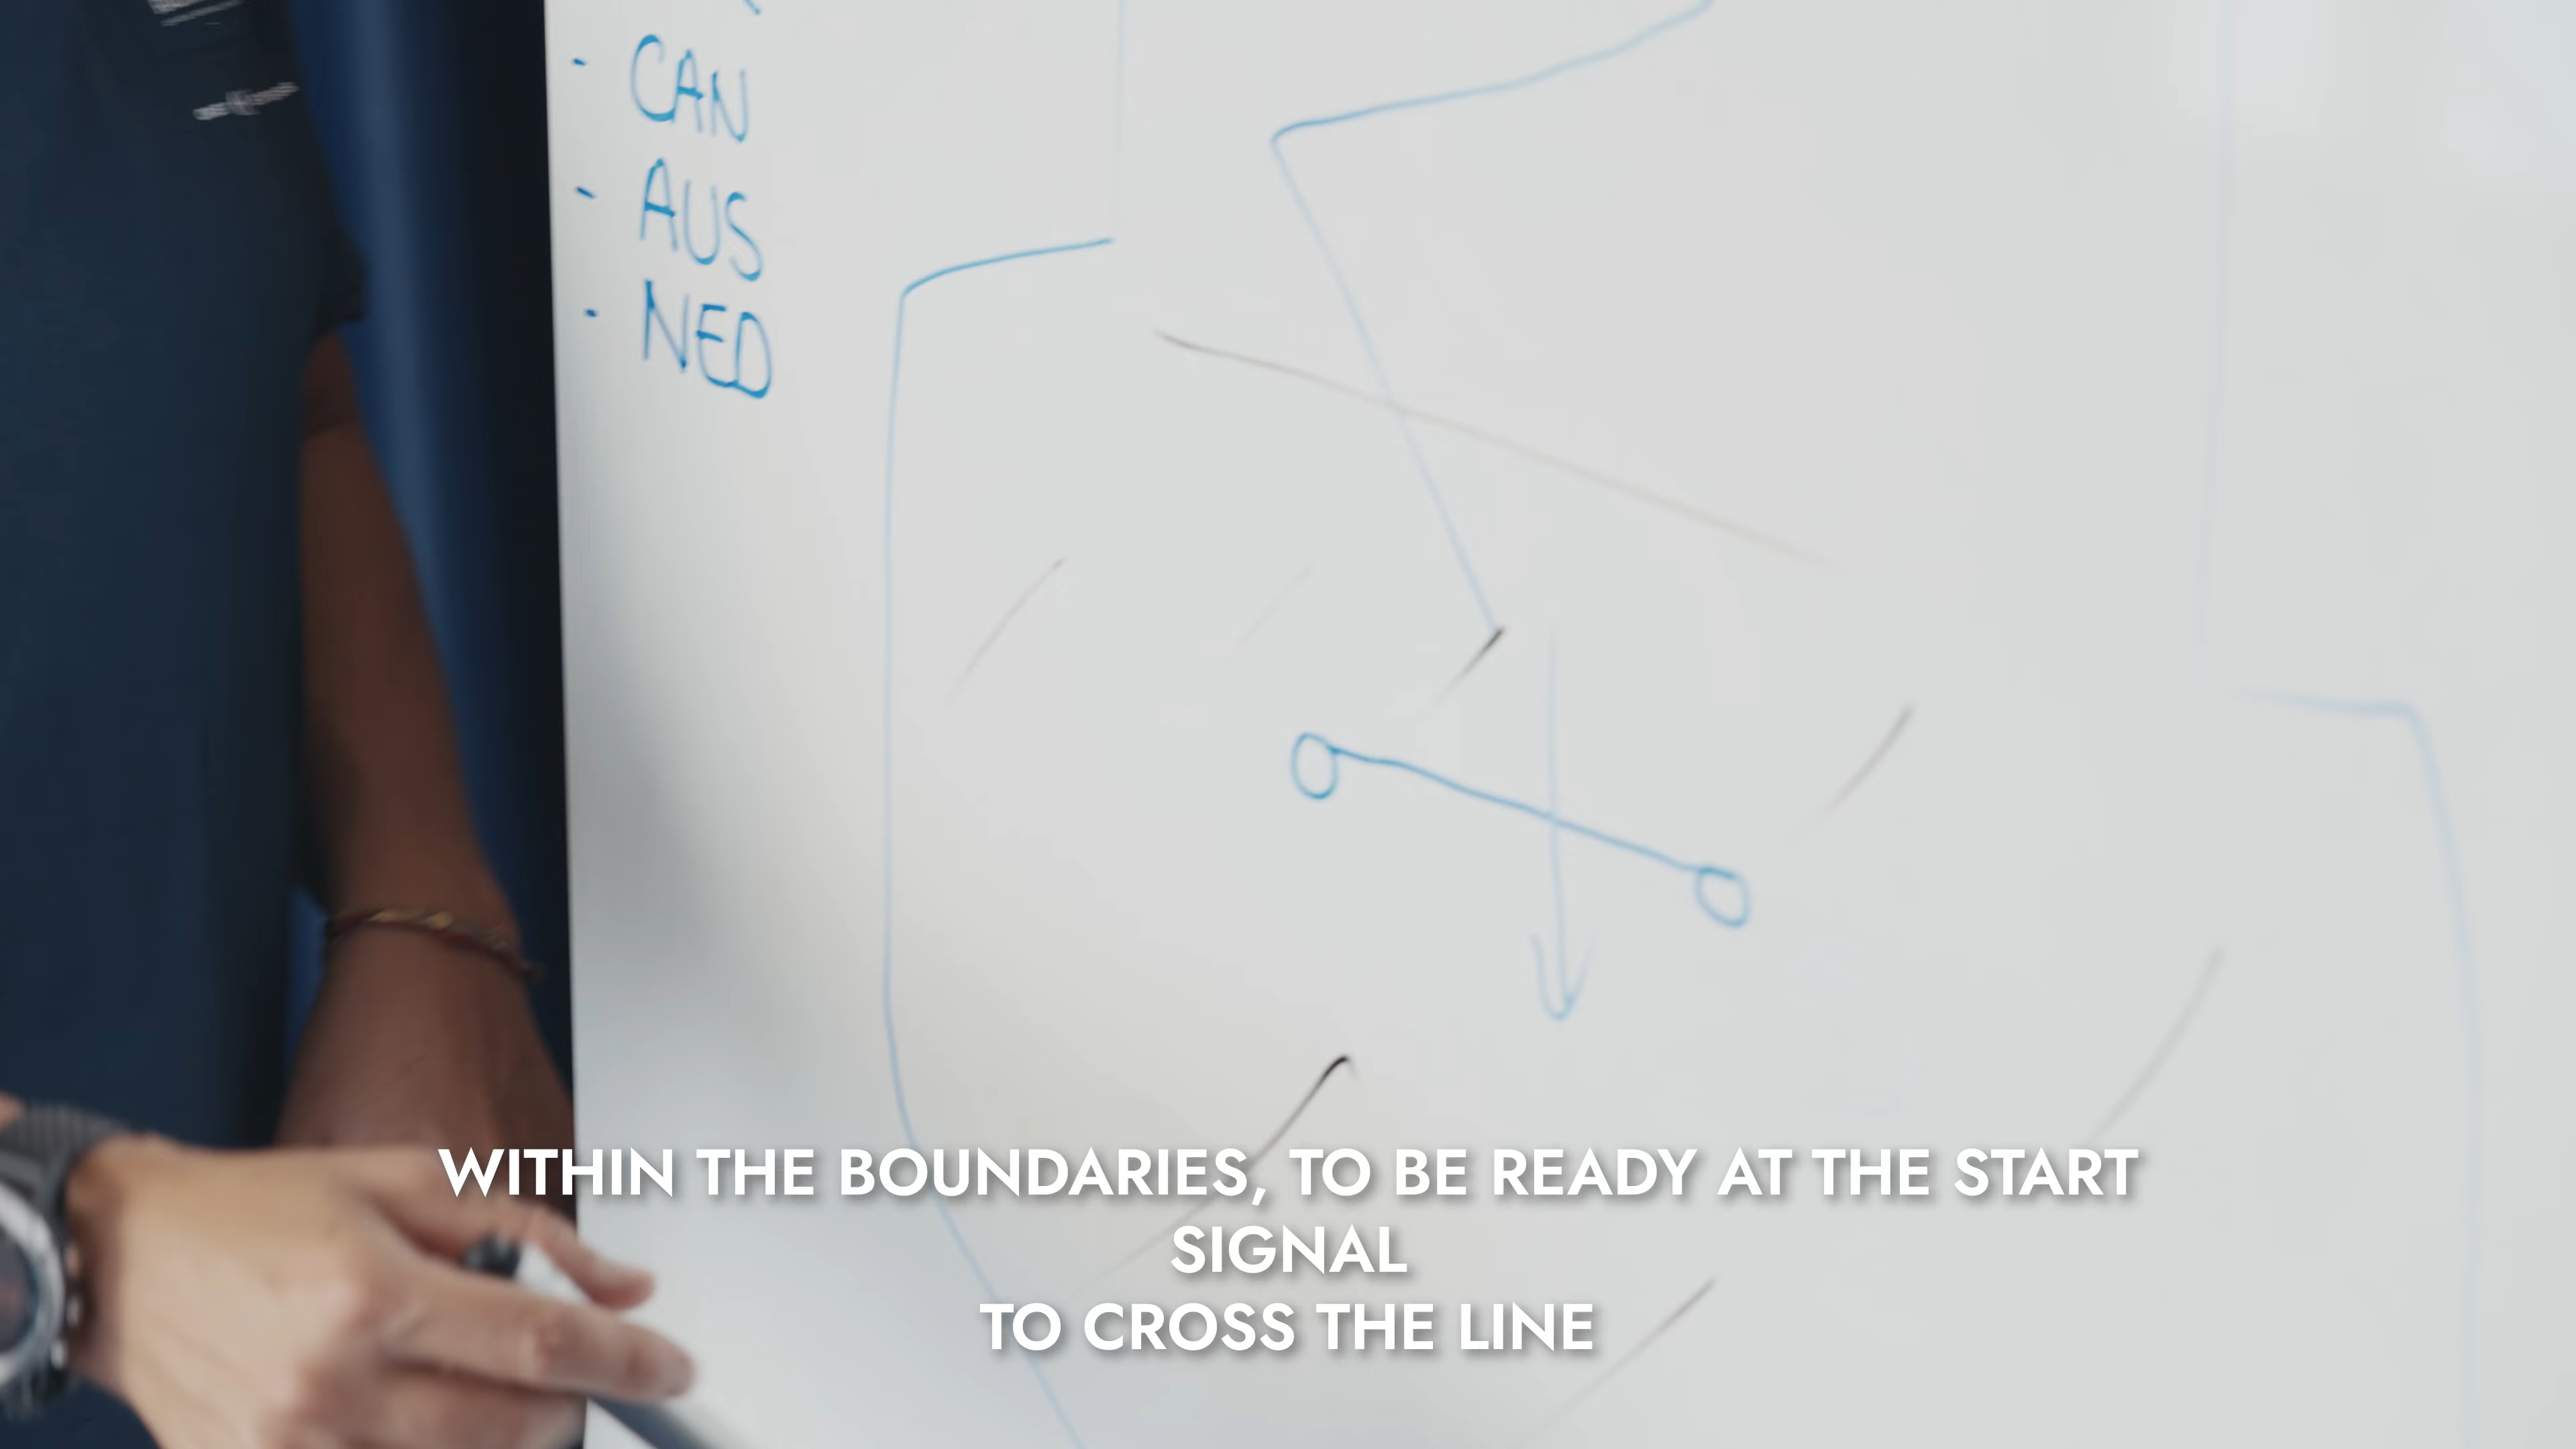 - CAN
- AUS
- NED
WITHIN THE BOUNDARIES, TO BE READY AT THE START
SIGNAL
TO CROSS THE LINE